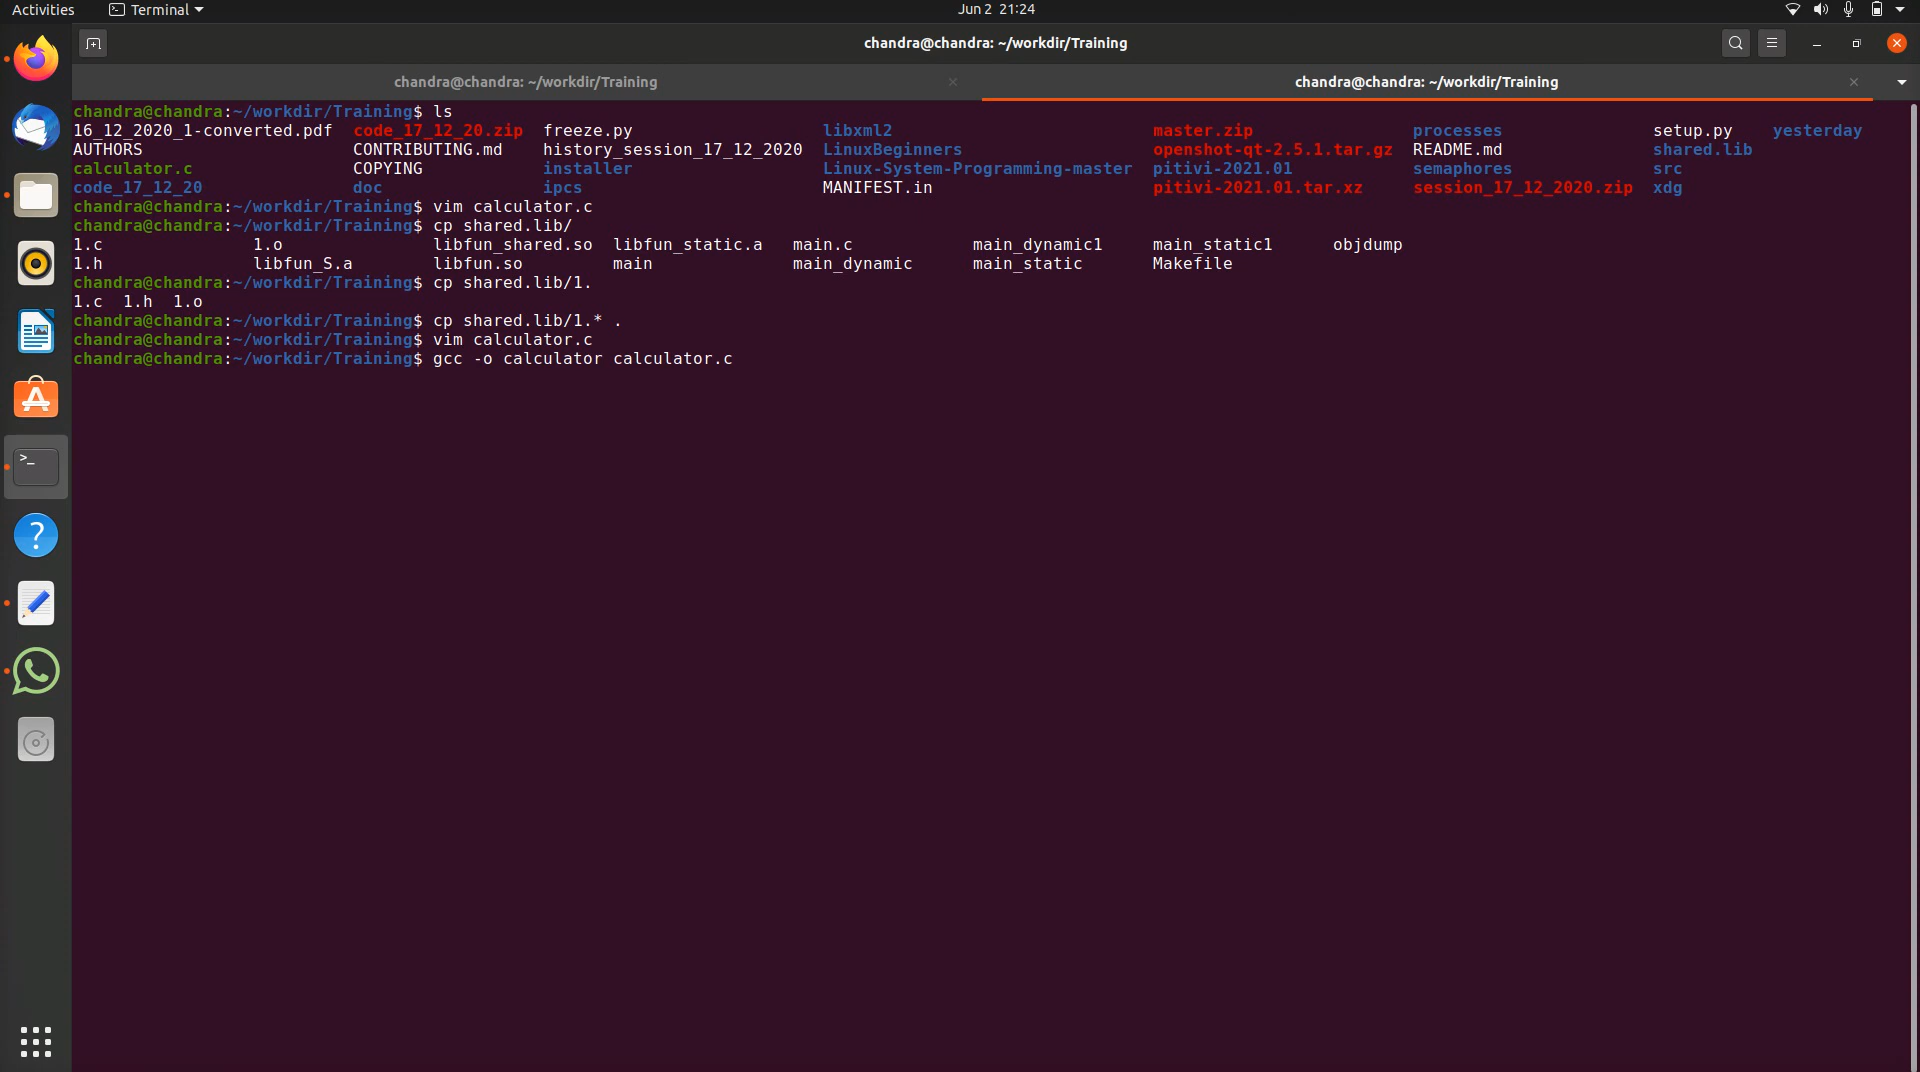 Activities Terminal Jun 2 21:24
chandra@chandra: ~/workdir/Training
chandra@chandra: ~/workdir/Training chandra@chandra: ~/workdir/Training
chandra@chandra:~/workdir/Training$ ls
16_12_2020_1-converted.pdf code_17_12_20.zip freeze.py libxml2 master.zip processes setup.py yesterday
AUTHORS CONTRIBUTING.md history_session_17_12_2020 LinuxBeginners openshot-qt-2.5.1.tar.gz README.md shared.lib
calculator.c COPYING installer Linux-System-Programming-master pitivi-2021.01 semaphores src
code_17_12_20 doc ipcs MANIFEST.in pitivi-2021.01.tar.xz session_17_12_2020.zip xdg
chandra@chandra:~/workdir/Training$ vim calculator.c
chandra@chandra:~/workdir/Training$ cp shared.lib/
1.c 1.o libfun_shared.so libfun_static.a main.c main_dynamic1 main_static1 objdump
1.h libfun_S.a libfun.so main main_dynamic main_static Makefile
chandra@chandra:~/workdir/Training$ cp shared.lib/1.
1.c 1.h 1.o
chandra@chandra:~/workdir/Training$ cp shared.lib/1.* .
chandra@chandra:~/workdir/Training$ vim calculator.c
chandra@chandra:~/workdir/Training$ gcc -o calculator calculator.c